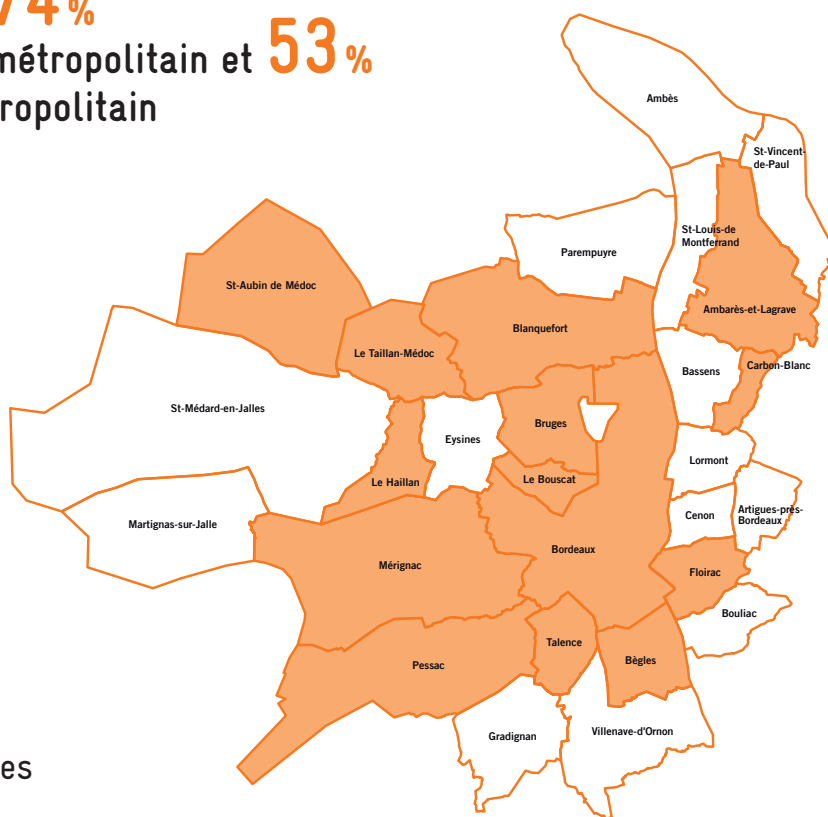 74 %
métropolitain et 53 %
ropolitain
Ambès
St-Vincent-
de-Paul
St-Louis-de
Montferrand
Parempuyre
St-Aubin de Médoc
Ambarès-et-Lagrave
Blanquefort
Le Taillan-Médoc
Carbon-Blanc
Bassens
St-Médard-en-Jalles
Bruges
Eysines
Lormont
Le Bouscat
Le Haillan
Artigues-près-
Bordeaux
Cenon
Martignas-sur-Jalle
Bordeaux
Mérignac
Floirac
Bouliac
Talence
Bègles
Pessac
Villenave-d'Ornon
Gradignan
es